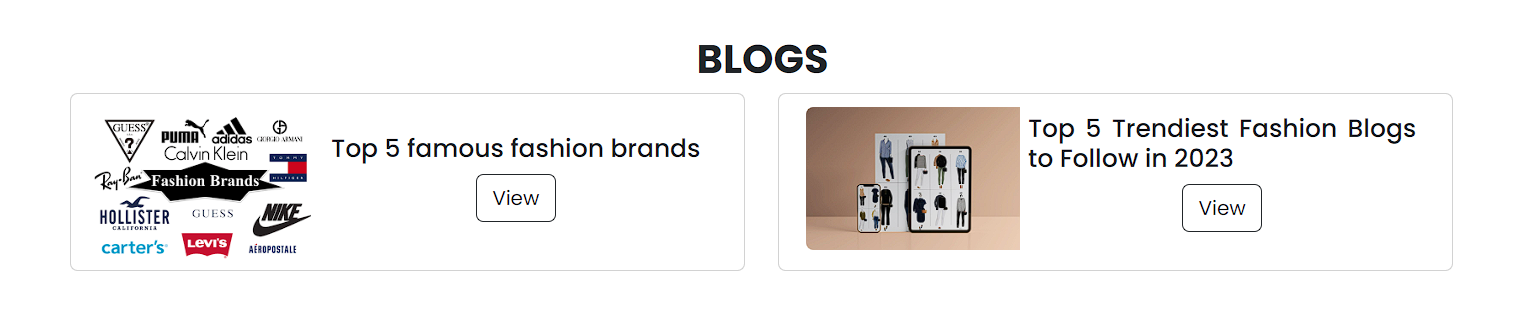 BLOGS
GUESS
?
PUMA
adidas
GIORGIO ARMANI
Calvin Klein
TOMMY
HILFIGER
Ray-Ban
Fashion Brands
HOLLISTER
CALIFORNIA
GUESS
NIKE
carter's
LEVI'S
AÉROPOSTALE
Top 5 famous fashion brands
View
Top 5 Trendiest Fashion Blogs
to Follow in 2023
View